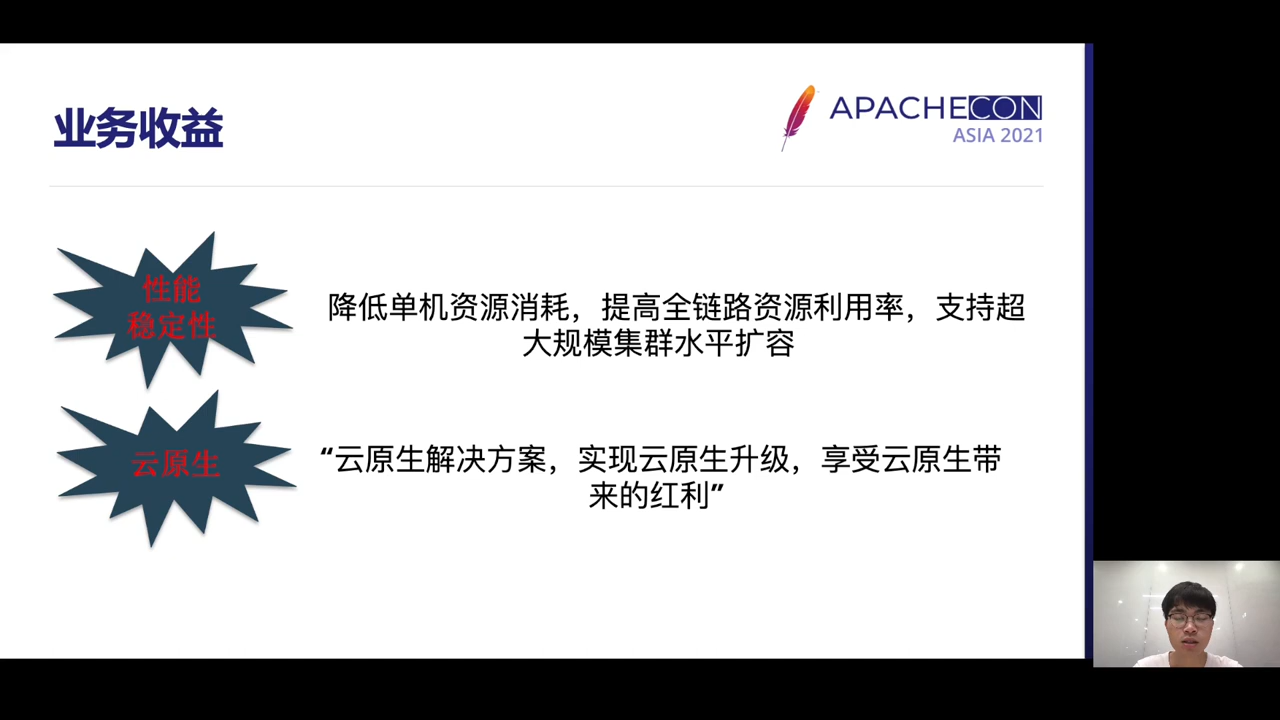 业务收益
APACHECON
ASIA 2021
性能
稳定性
降低单机资源消耗，提高全链路资源利用率，支持超
大规模集群水平扩容
云原生
“云原生解决方案，实现云原生升级，享受云原生带
来的红利”